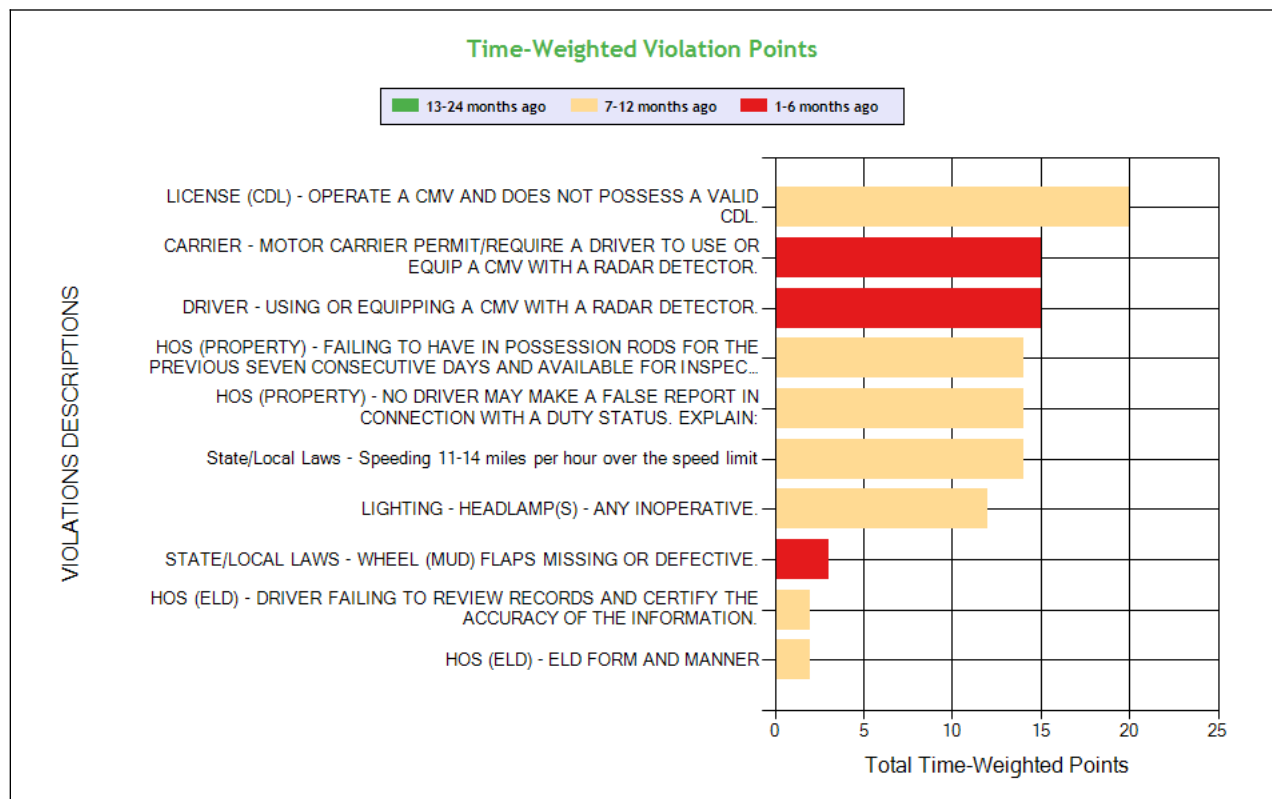 Time-Weighted Violation Points
13-24 months ago 7-12 months ago 1-6 months ago
VIOLATIONS DESCRIPTIONS
LICENSE (CDL) - OPERATE A CMV AND DOES NOT POSSESS A VALID
CDL.
CARRIER - MOTOR CARRIER PERMIT/REQUIRE A DRIVER TO USE OR
EQUIP A CMV WITH A RADAR DETECTOR.
DRIVER - USING OR EQUIPPING A CMV WITH A RADAR DETECTOR.
HOS (PROPERTY) - FAILING TO HAVE IN POSSESSION RODS FOR THE
PREVIOUS SEVEN CONSECUTIVE DAYS AND AVAILABLE FOR INSPEC...
HOS (PROPERTY) - NO DRIVER MAY MAKE A FALSE REPORT IN
CONNECTION WITH A DUTY STATUS. EXPLAIN:
State/Local Laws - Speeding 11-14 miles per hour over the speed limit
LIGHTING - HEADLAMP(S) - ANY INOPERATIVE.
STATE/LOCAL LAWS - WHEEL (MUD) FLAPS MISSING OR DEFECTIVE.
HOS (ELD) - DRIVER FAILING TO REVIEW RECORDS AND CERTIFY THE
ACCURACY OF THE INFORMATION.
HOS (ELD) - ELD FORM AND MANNER
0 5 10 15 20 25
Total Time-Weighted Points